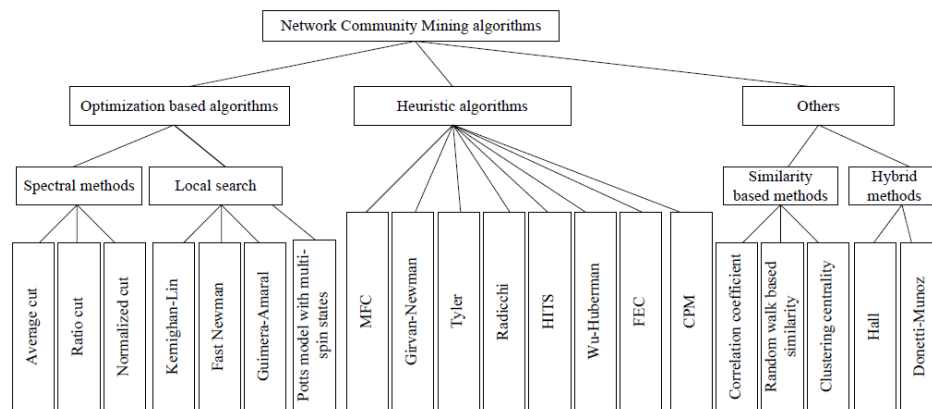 Network Community Mining algorithms
Optimization based algorithms
Heuristic algorithms
Others
Spectral methods
Local search
Similarity
based methods
Hybrid
methods
Average cut
Ratio cut
Normalized cut
Kernighan-Lin
Fast Newman
Guimera-Amaral
Potts model with multi-
spin states
MFC
Girvan-Newman
Tyler
Radicchi
HITS
Wu-Huberman
FEC
CPM
Correlation coefficient
Random walk based
similarity
Clustering centrality
Hall
Donetti-Munoz